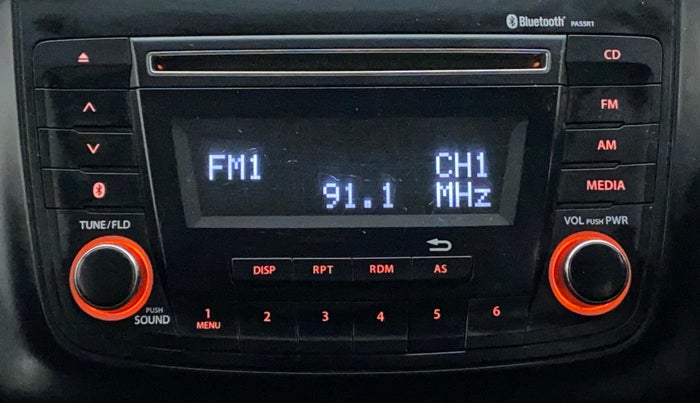 Bluetooth PA55R1
CD
FM
AM
MEDIA
FM1 CH1
91.1 MHz
TUNE/FLD
VOL PUSH PWR
DISP RPT RDM AS
PUSH SOUND
1 2 3 4 5 6
MENU